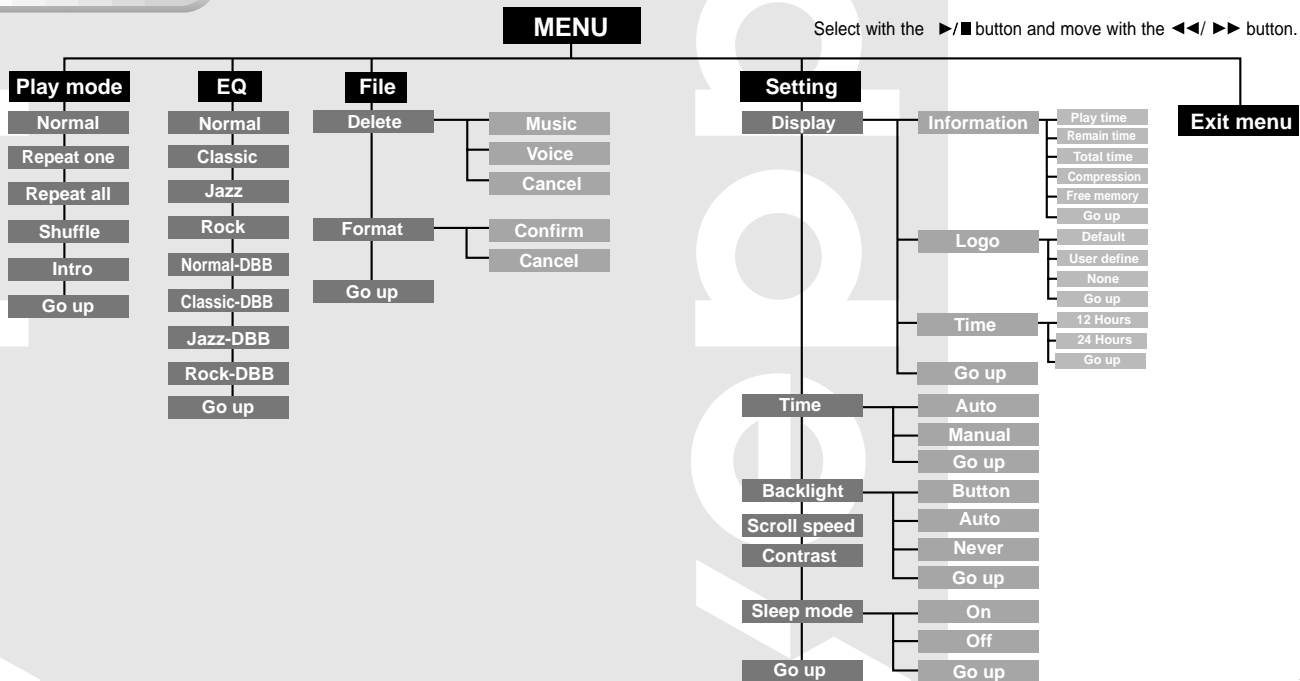 MENU
Select with the ►/■ button and move with the ◄◄/ ►► button.
Play mode
Normal
Repeat one
Repeat all
Shuffle
Intro
Go up
EQ
Normal
Classic
Jazz
Rock
Normal-DBB
Classic-DBB
Jazz-DBB
Rock-DBB
Go up
File
Delete
Music
Voice
Cancel
Format
Confirm
Cancel
Go up
Setting
Display
Information
Play time
Remain time
Total time
Compression
Free memory
Go up
Logo
Default
User define
None
Go up
Time
12 Hours
24 Hours
Go up
Go up
Time
Auto
Manual
Go up
Backlight
Button
Auto
Never
Go up
Scroll speed
Contrast
Sleep mode
On
Off
Go up
Go up
Exit menu